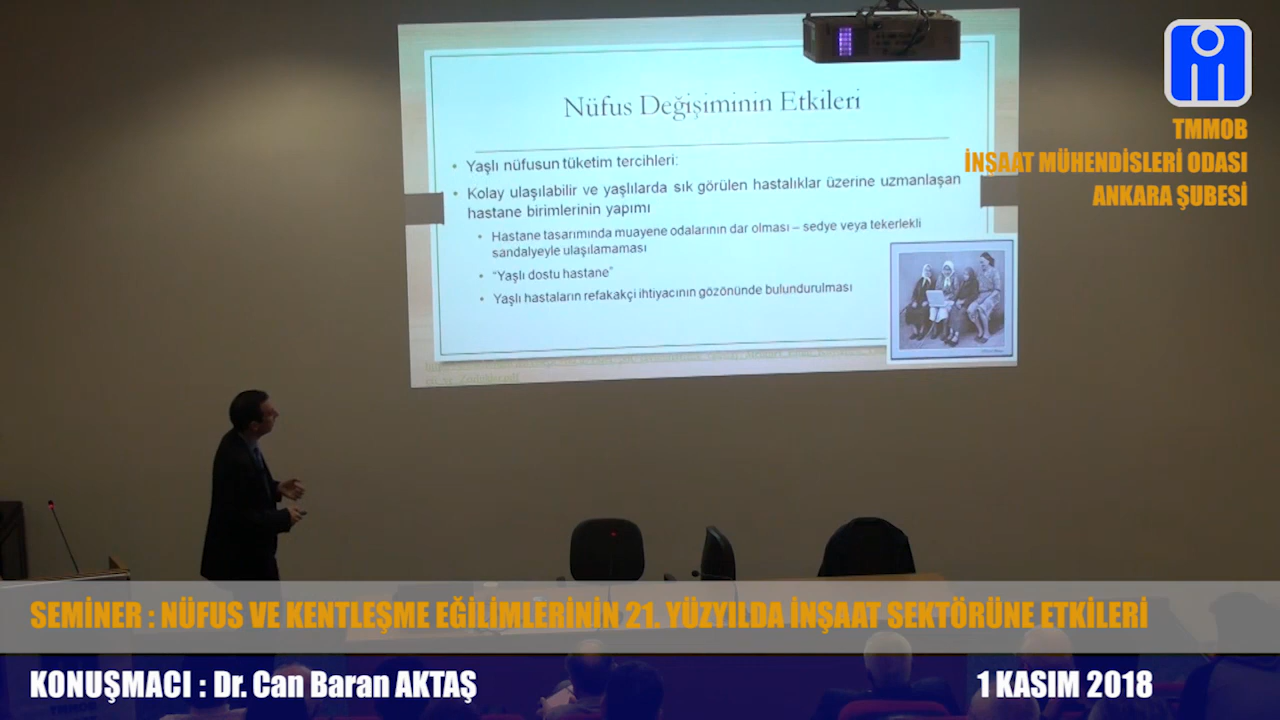 Nüfus Değişiminin Etkileri
• Yaşlı nüfusun tüketim tercihleri:
• Kolay ulaşılabilir ve yaşlılarda sık görülen hastalıklar üzerine uzmanlaşan
hastane birimlerinin yapımı
• Hastane tasarımında muayene odalarının dar olması – sedye veya tekerlekli
sandalyeyle ulaşılamaması
• “Yaşlı dostu hastane”
• Yaşlı hastaların refakakçi ihtiyacının gözönünde bulundurulması
TMMOB
İNŞAAT MÜHENDİSLERİ ODASI
ANKARA ŞUBESİ
SEMİNER : NÜFUS VE KENTLEŞME EĞİLİMLERİNİN 21. YÜZYILDA İNŞAAT SEKTÖRÜNE ETKİLERİ
KONUŞMACI : Dr. Can Baran AKTAŞ
1 KASIM 2018
TMMOB